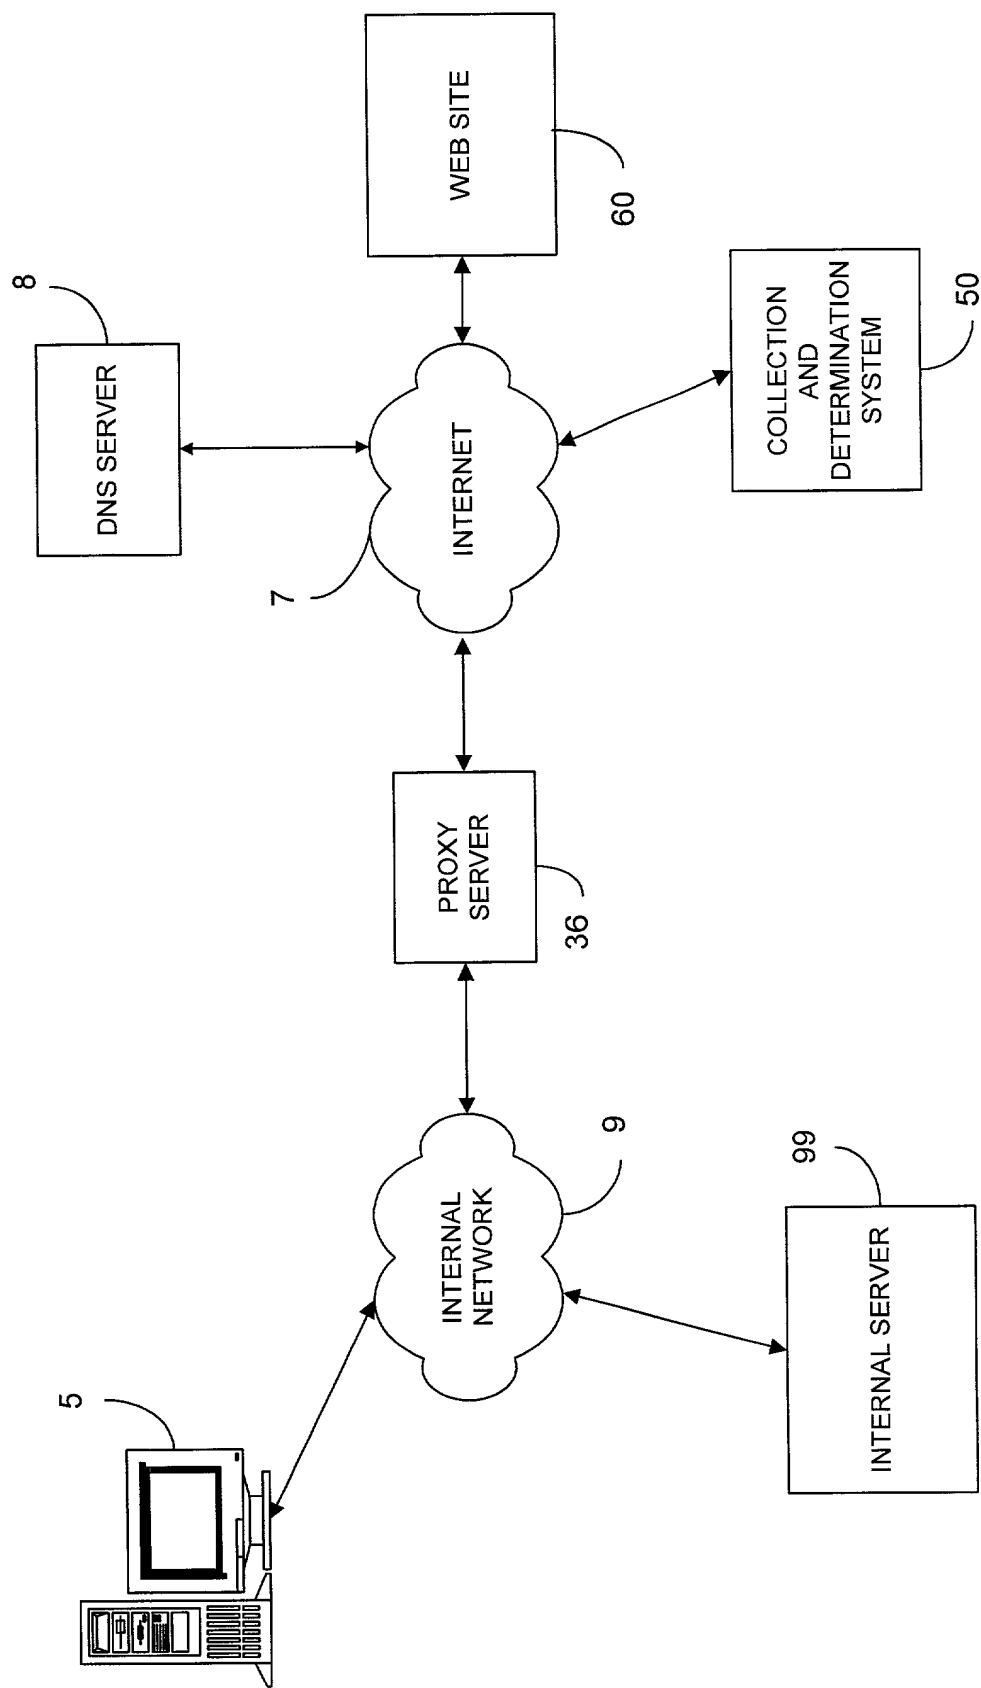 5
INTERNAL
NETWORK
9
INTERNAL SERVER
99
PROXY
SERVER
36
DNS SERVER
8
7
INTERNET
WEB SITE
60
COLLECTION
AND
DETERMINATION
SYSTEM
50